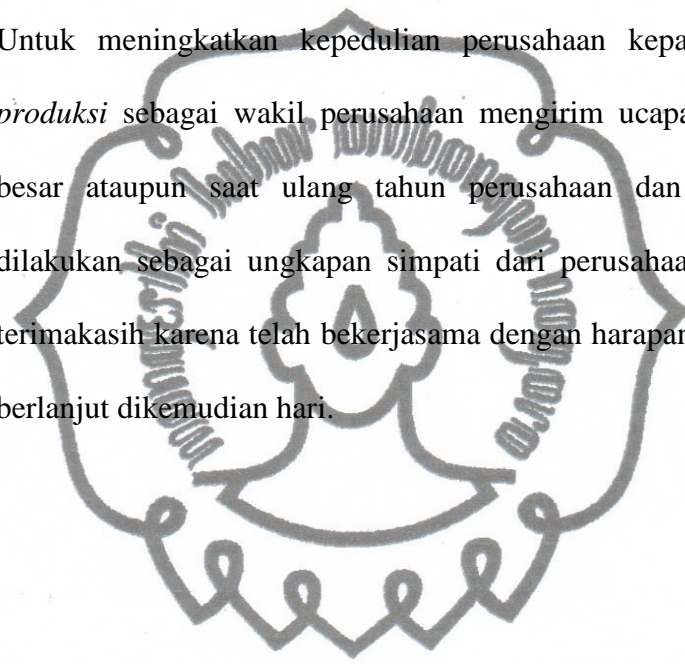 Untuk meningkatkan kepedulian perusahaan kepa
produksi sebagai wakil perusahaan mengirim ucapa
besar ataupun saat ulang tahun perusahaan dan
dilakukan sebagai ungkapan simpati dari perusahaa
terimakasih karena telah bekerjasama dengan harapan
berlanjut dikemudian hari.